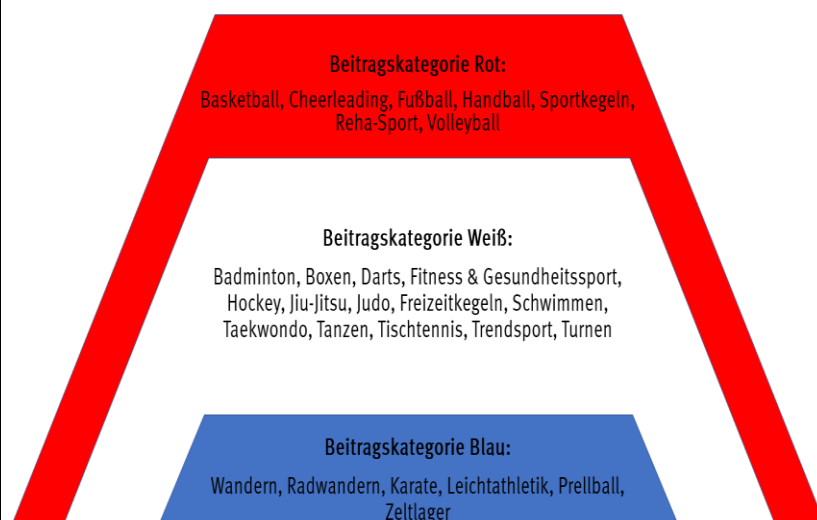 Beitragskategorie Rot:
Basketball, Cheerleading, Fußball, Handball, Sportkegeln,
Reha-Sport, Volleyball
Beitragskategorie Weiß:
Badminton, Boxen, Darts, Fitness & Gesundheitssport,
Hockey, Jiu-Jitsu, Judo, Freizeitkegeln, Schwimmen,
Taekwondo, Tanzen, Tischtennis, Trendsport, Turnen
Beitragskategorie Blau:
Wandern, Radwandern, Karate, Leichtathletik, Prellball,
Zeltlager